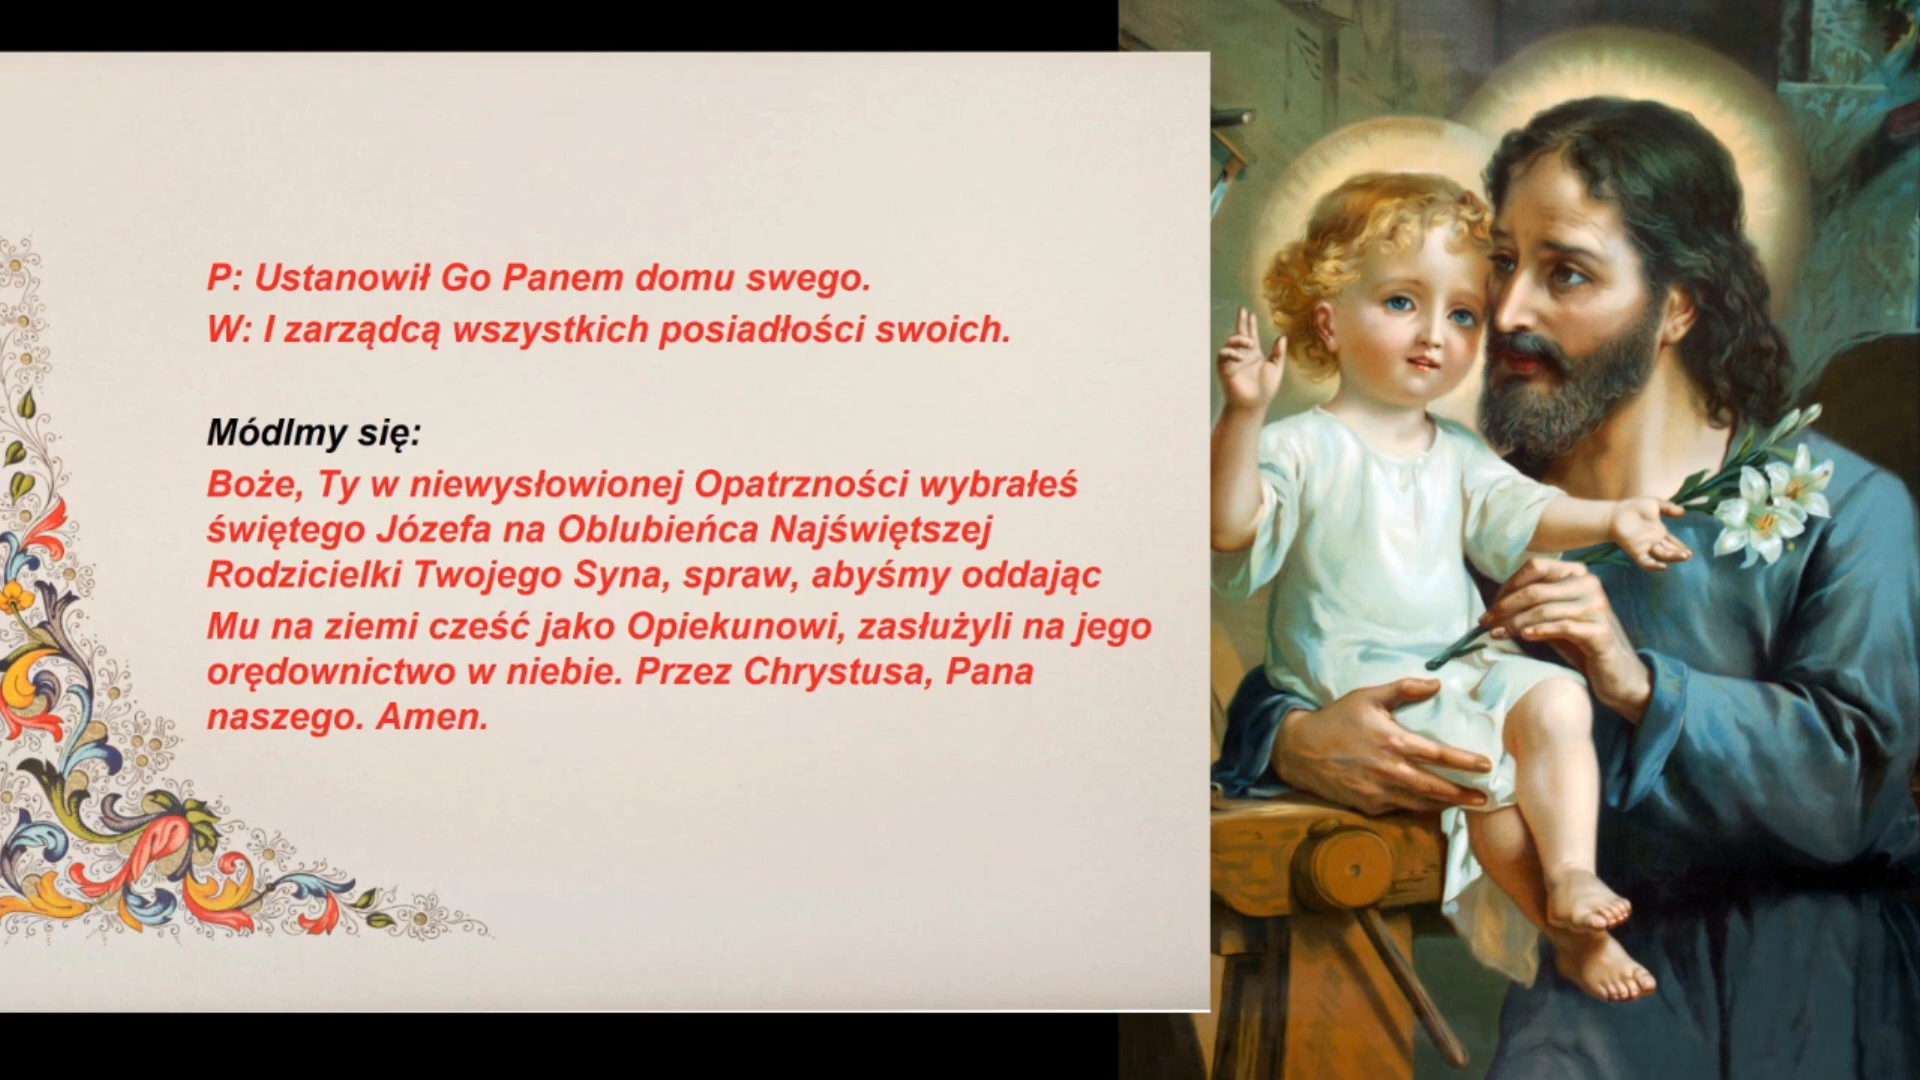 P: Ustanowił Go Panem domu swego.
W: I zarządcą wszystkich posiadłości swoich.
Módlmy się:
Boże, Ty w niewysłowionej Opatrzności wybrałeś
świętego Józefa na Oblubieńca Najświętszej
Rodzicielki Twojego Syna, spraw, abyśmy oddając
Mu na ziemi cześć jako Opiekunowi, zasłużyli na jego
orędownictwo w niebie. Przez Chrystusa, Pana
naszego. Amen.